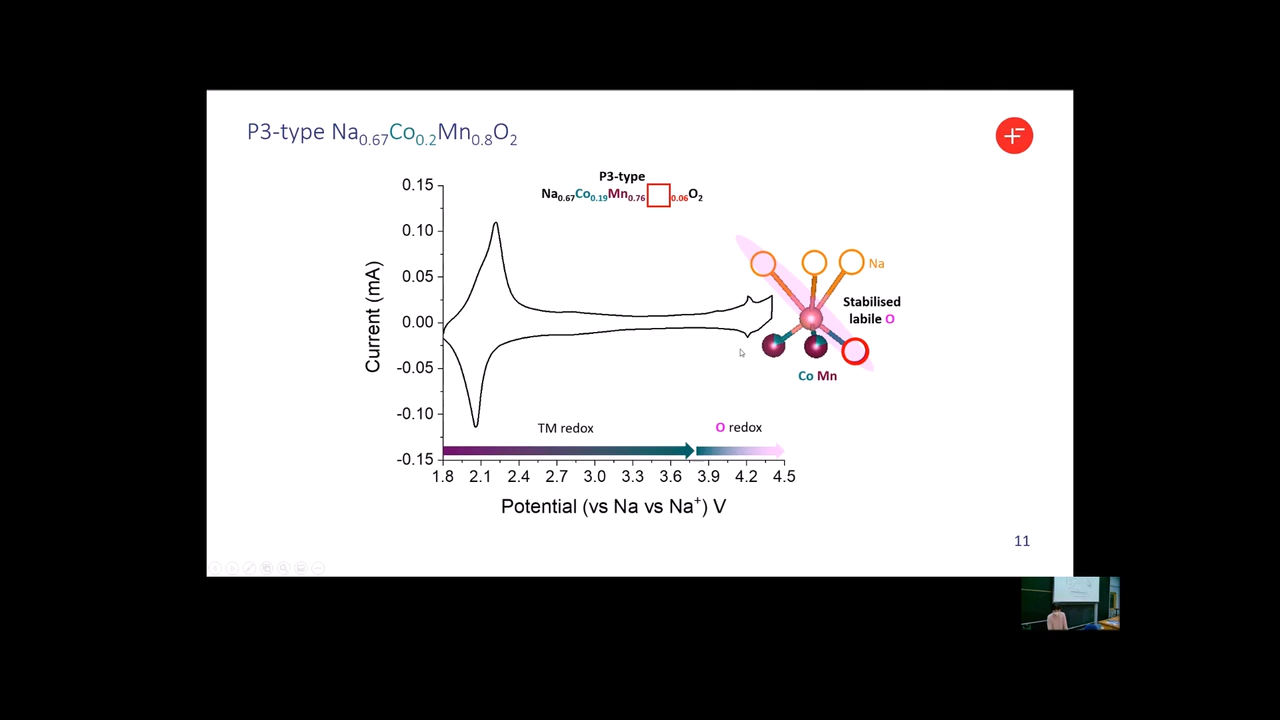 P3-type Na0.67Co0.2Mn0.8O2
P3-type
Na0.67Co0.19Mn0.76 0.06O2
0.15
0.10
0.05
0.00
-0.05
-0.10
-0.15
Current (mA)
Na
Stabilised
labile O
Co Mn
TM redox
O redox
1.8 2.1 2.4 2.7 3.0 3.3 3.6 3.9 4.2 4.5
Potential (vs Na vs Na+) V
11